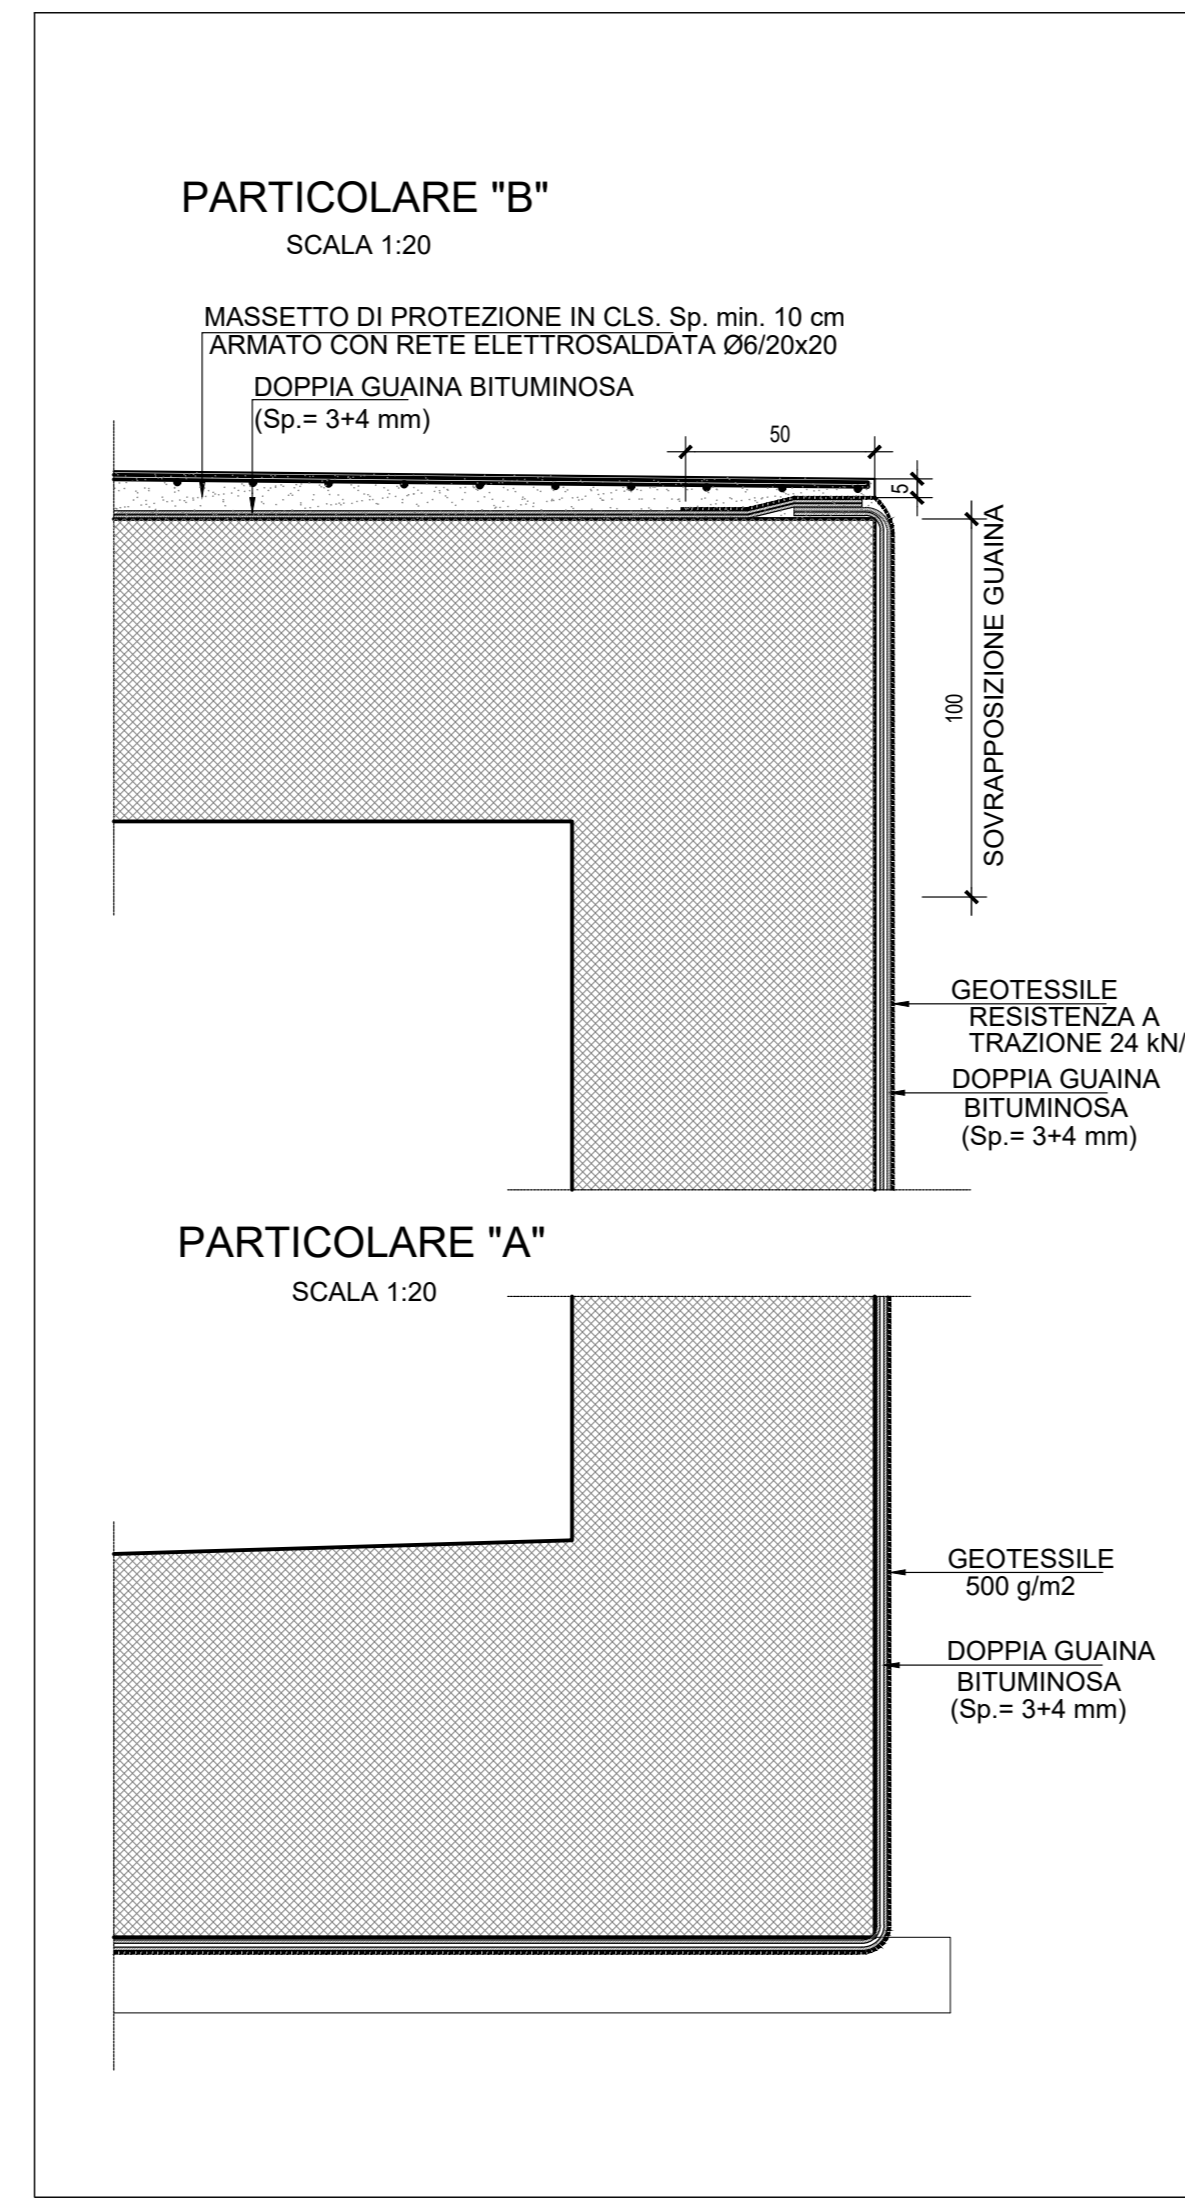 PARTICOLARE "B"
SCALA 1:20
MASSETTO DI PROTEZIONE IN CLS. Sp. min. 10 cm
ARMATO CON RETE ELETTROSALDATA Ø6/20x20
DOPPIA GUAINA BITUMINOSA
(Sp.= 3+4 mm)
50
5
100
SOVRAPPOSIZIONE GUAINA
GEOTESSILE
RESISTENZA A
TRAZIONE 24 kN/
DOPPIA GUAINA
BITUMINOSA
(Sp.= 3+4 mm)
PARTICOLARE "A"
SCALA 1:20
GEOTESSILE
500 g/m2
DOPPIA GUAINA
BITUMINOSA
(Sp.= 3+4 mm)